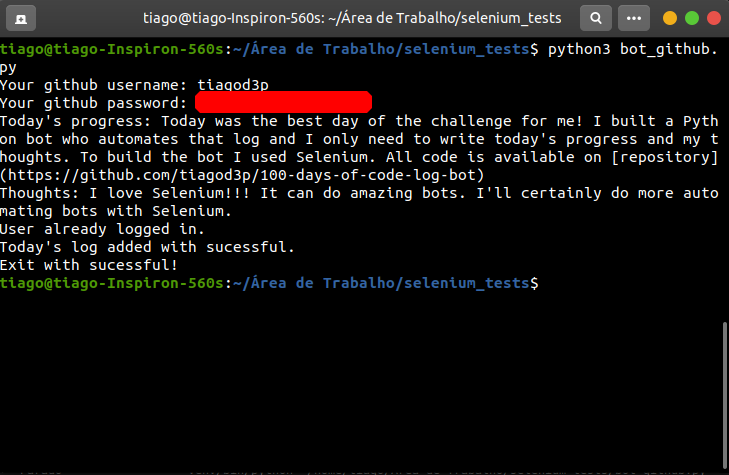 tiago@tiago-Inspiron-560s: ~/Área de Trabalho/selenium_tests
tiago@tiago-Inspiron-560s:~/Área de Trabalho/selenium_tests$ python3 bot_github.
py
Your github username: tiagod3p
Your github password:
Today's progress: Today was the best day of the challenge for me! I built a Pyth
on bot who automates that log and I only need to write today's progress and my t
houghts. To build the bot I used Selenium. All code is available on [repository]
(https://github.com/tiagod3p/100-days-of-code-log-bot)
Thoughts: I love Selenium!!! It can do amazing bots. I'll certainly do more auto
mating bots with Selenium.
User already logged in.
Today's log added with sucessful.
Exit with sucessful!
tiago@tiago-Inspiron-560s:~/Área de Trabalho/selenium_tests$